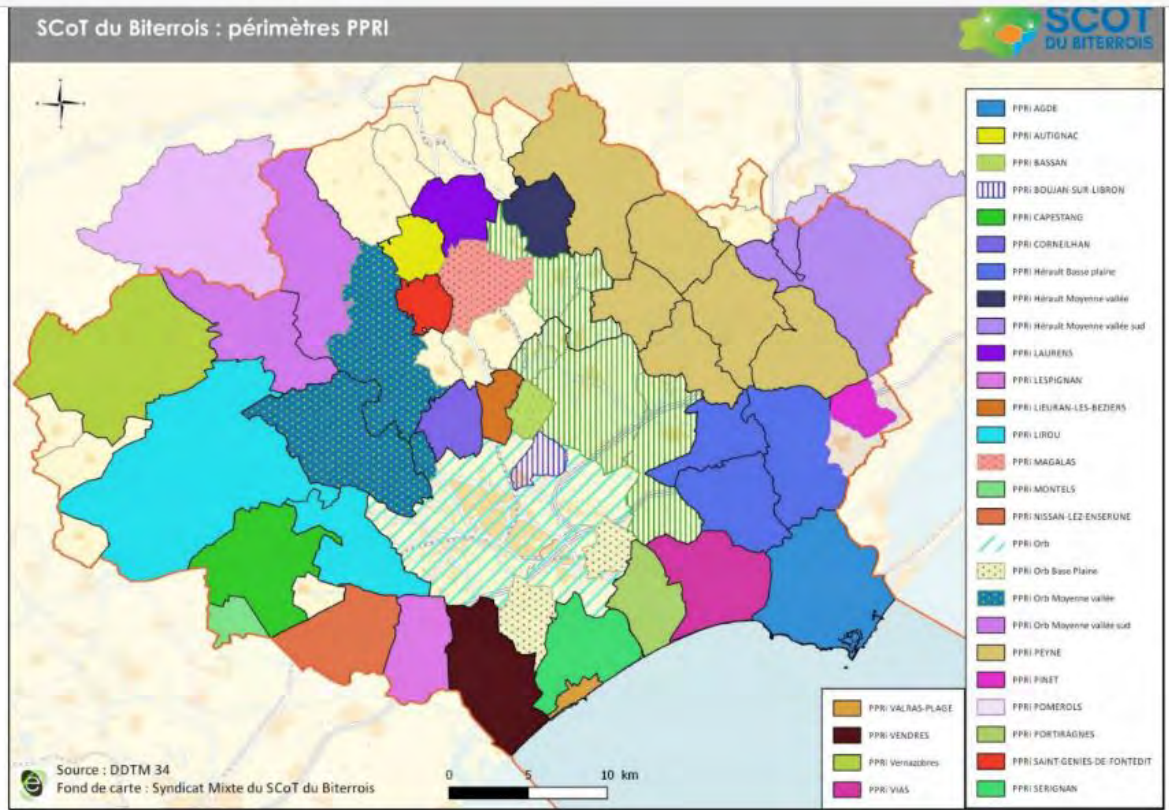 SCoT du Biterrois : périmètres PPRI
SCOT
DU BITERROIS
PPRi AGDE
PPRi AUTIGNAC
PPRi BASSAN
PPRi BOUJAN-SUR-LIBRON
PPRi CAPESTANG
PPRi CORNEILHAN
PPRi Hérault Basse plaine
PPRi Hérault Moyenne vallée
PPRi Hérault Moyenne vallée sud
PPRi LAURENS
PPRi LESPIGNAN
PPRi LIEURAN-LES-BEZIERS
PPRi LIROU
PPRi MAGALAS
PPRi MONTELS
PPRi NISSAN-LEZ-ENSERUNE
PPRi Orb
PPRi Orb Base Plaine
PPRi Orb Moyenne vallée
PPRi Orb Moyenne vallée sud
PPRi PEYNE
PPRi PINET
PPRi POMEROLS
PPRi PORTIRAGNES
PPRi SAINT-GENIES-DE-FONTEDIT
PPRi SERIGNAN
PPRi VALRAS-PLAGE
PPRi VENDRES
PPRi Vernazobres
PPRi VIAS
Source : DDTM 34
Fond de carte : Syndicat Mixte du SCoT du Biterrois
0 5 10 km